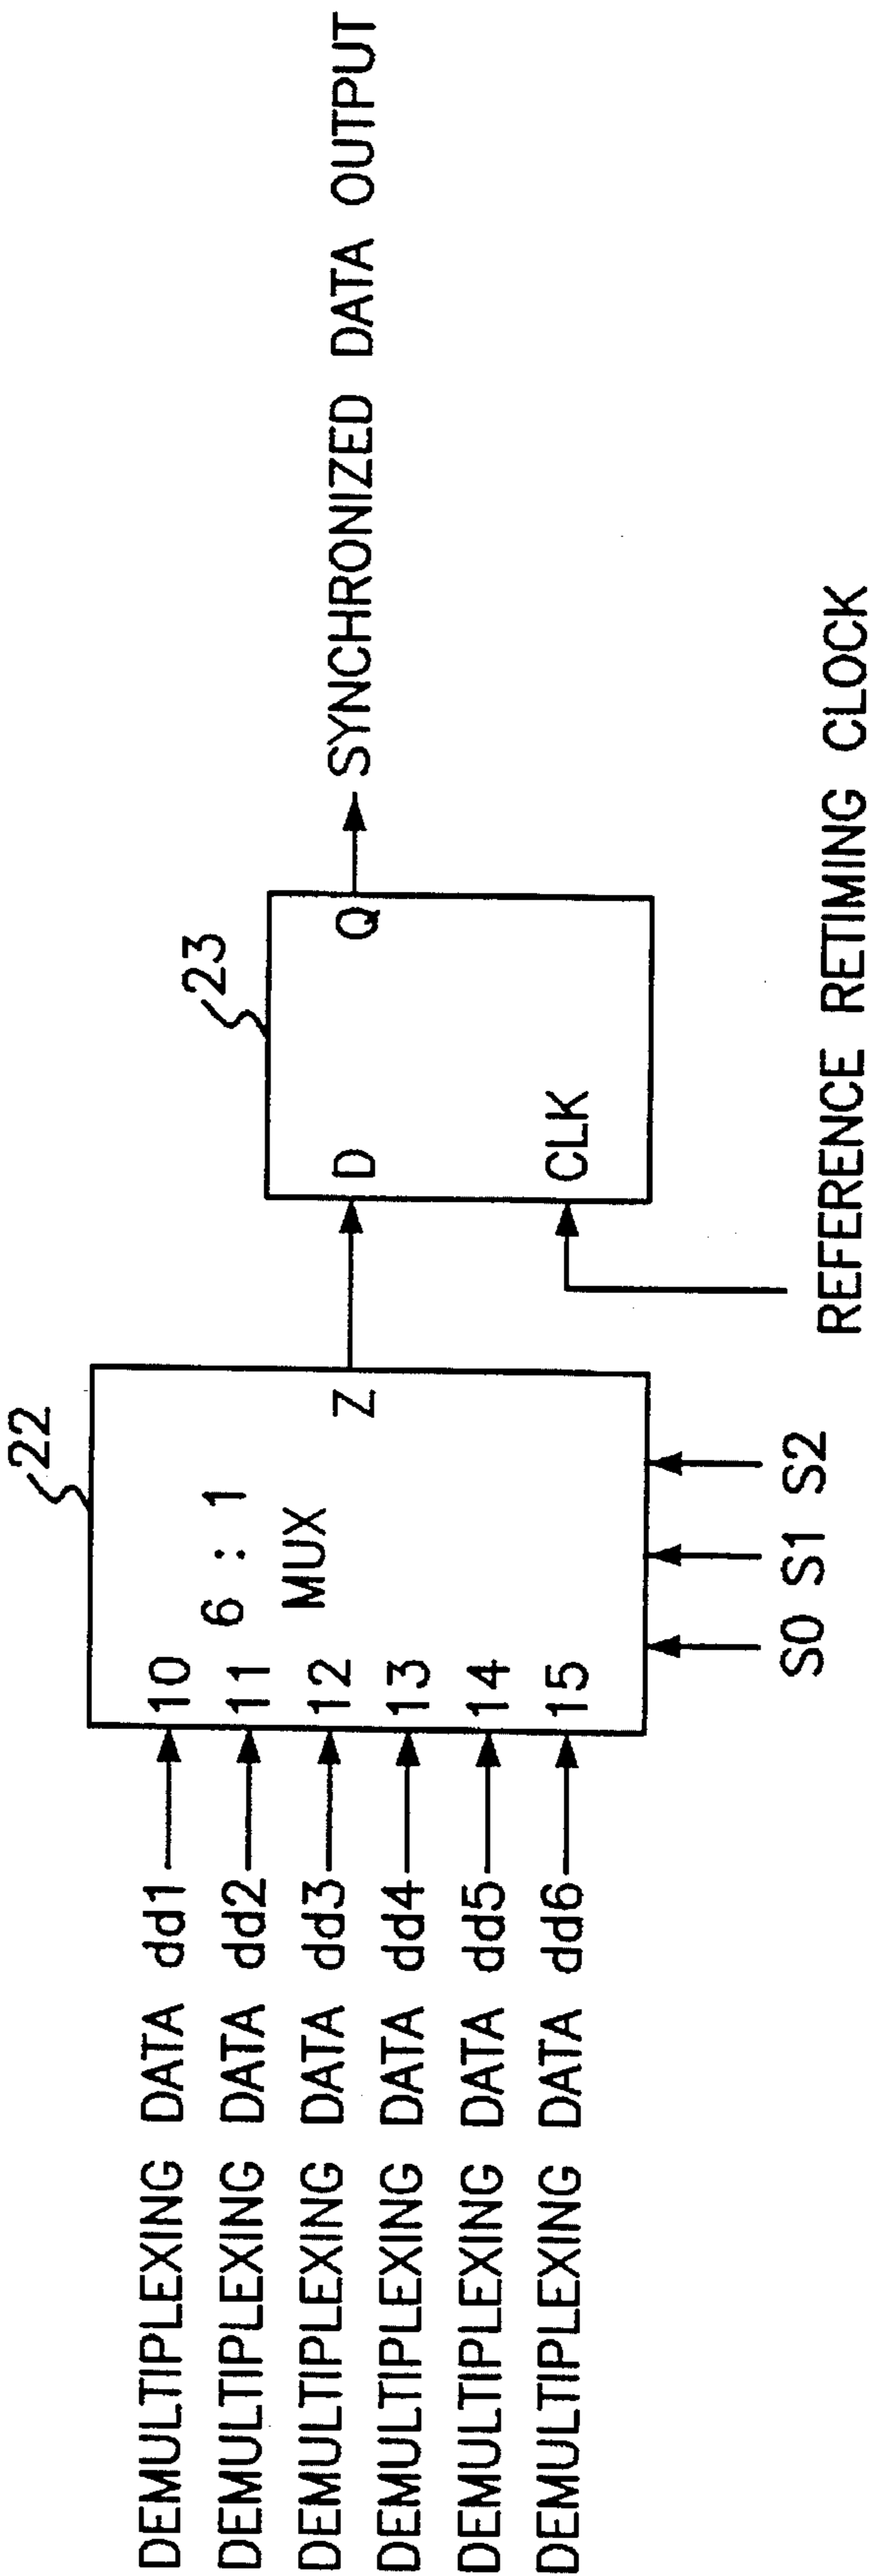 DEMULTIPLEXING DATA dd1
DEMULTIPLEXING DATA dd2
DEMULTIPLEXING DATA dd3
DEMULTIPLEXING DATA dd4
DEMULTIPLEXING DATA dd5
DEMULTIPLEXING DATA dd6
22
10
11
12
13
14
15
6 : 1
MUX
Z
S0 S1 S2
23
D
Q
CLK
REFERENCE RETIMING CLOCK
SYNCHRONIZED DATA OUTPUT